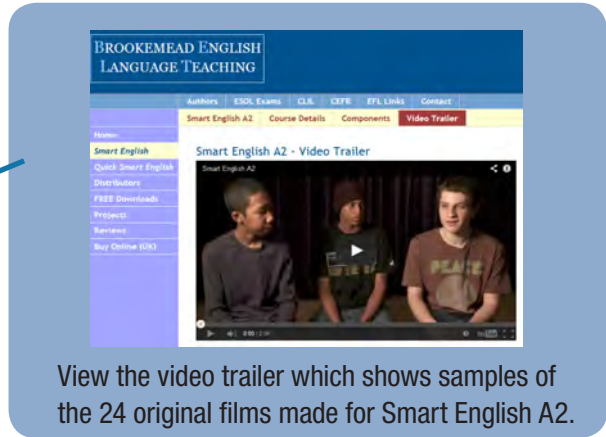 BROOKEMEAD ENGLISH
LANGUAGE TEACHING
Authors ESOL Exams CLIL CEFR EFL Links Contact
Smart English A2 Course Details Components Video Trailer
Home
Smart English
Quick Smart English
Distributors
FREE Downloads
Projects
Reviews
Buy Online (UK)
Smart English A2 - Video Trailer
Smart English A2
PEACE
View the video trailer which shows samples of
the 24 original films made for Smart English A2.